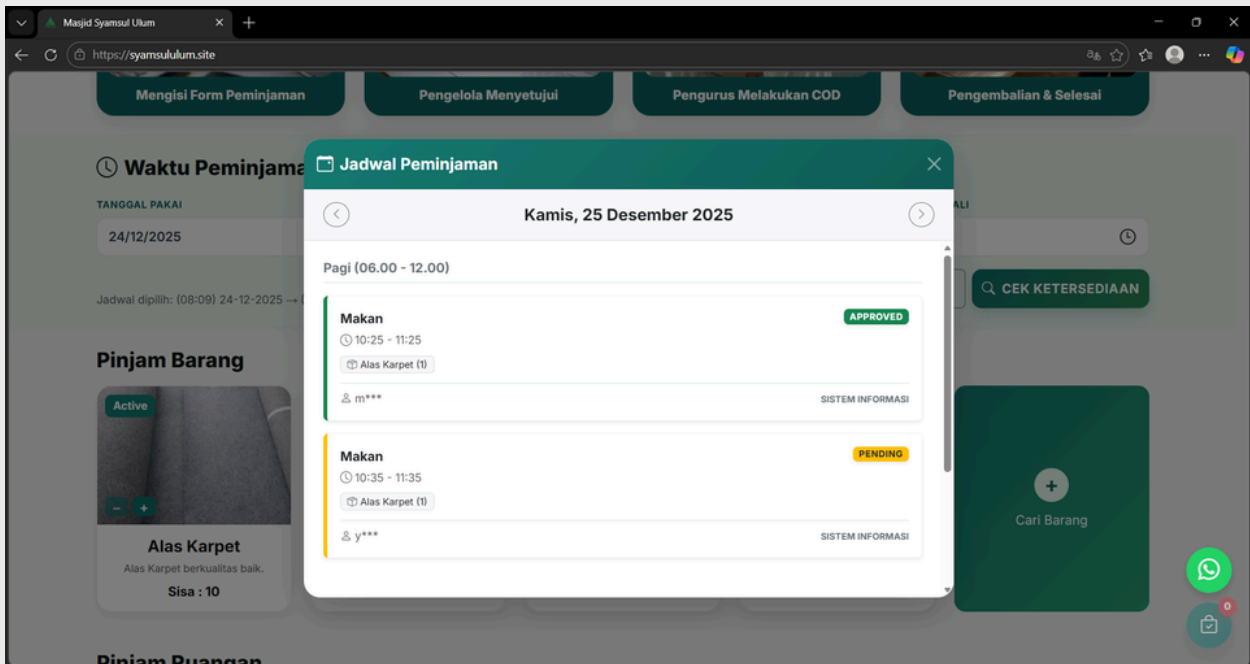 Masjid Syamsul Ulum
https://syamsululum.site
Mengisi Form Peminjaman
Pengelola Menyetujui
Pengurus Melakukan COD
Pengembalian & Selesai
Waktu Peminjama
TANGGAL PAKAI
ALI
24/12/2025
Jadwal dipilih: (08:09) 24-12-2025 →
CEK KETERSEDIAAN
Jadwal Peminjaman
Kamis, 25 Desember 2025
Pagi (06.00 - 12.00)
Makan
APPROVED
10:25 - 11:25
Alas Karpet (1)
m***
SISTEM INFORMASI
Makan
PENDING
10:35 - 11:35
Alas Karpet (1)
y***
SISTEM INFORMASI
Pinjam Barang
Active
Alas Karpet
Alas Karpet berkualitas baik.
Sisa : 10
Cari Barang
0
Pinjam Ruangan